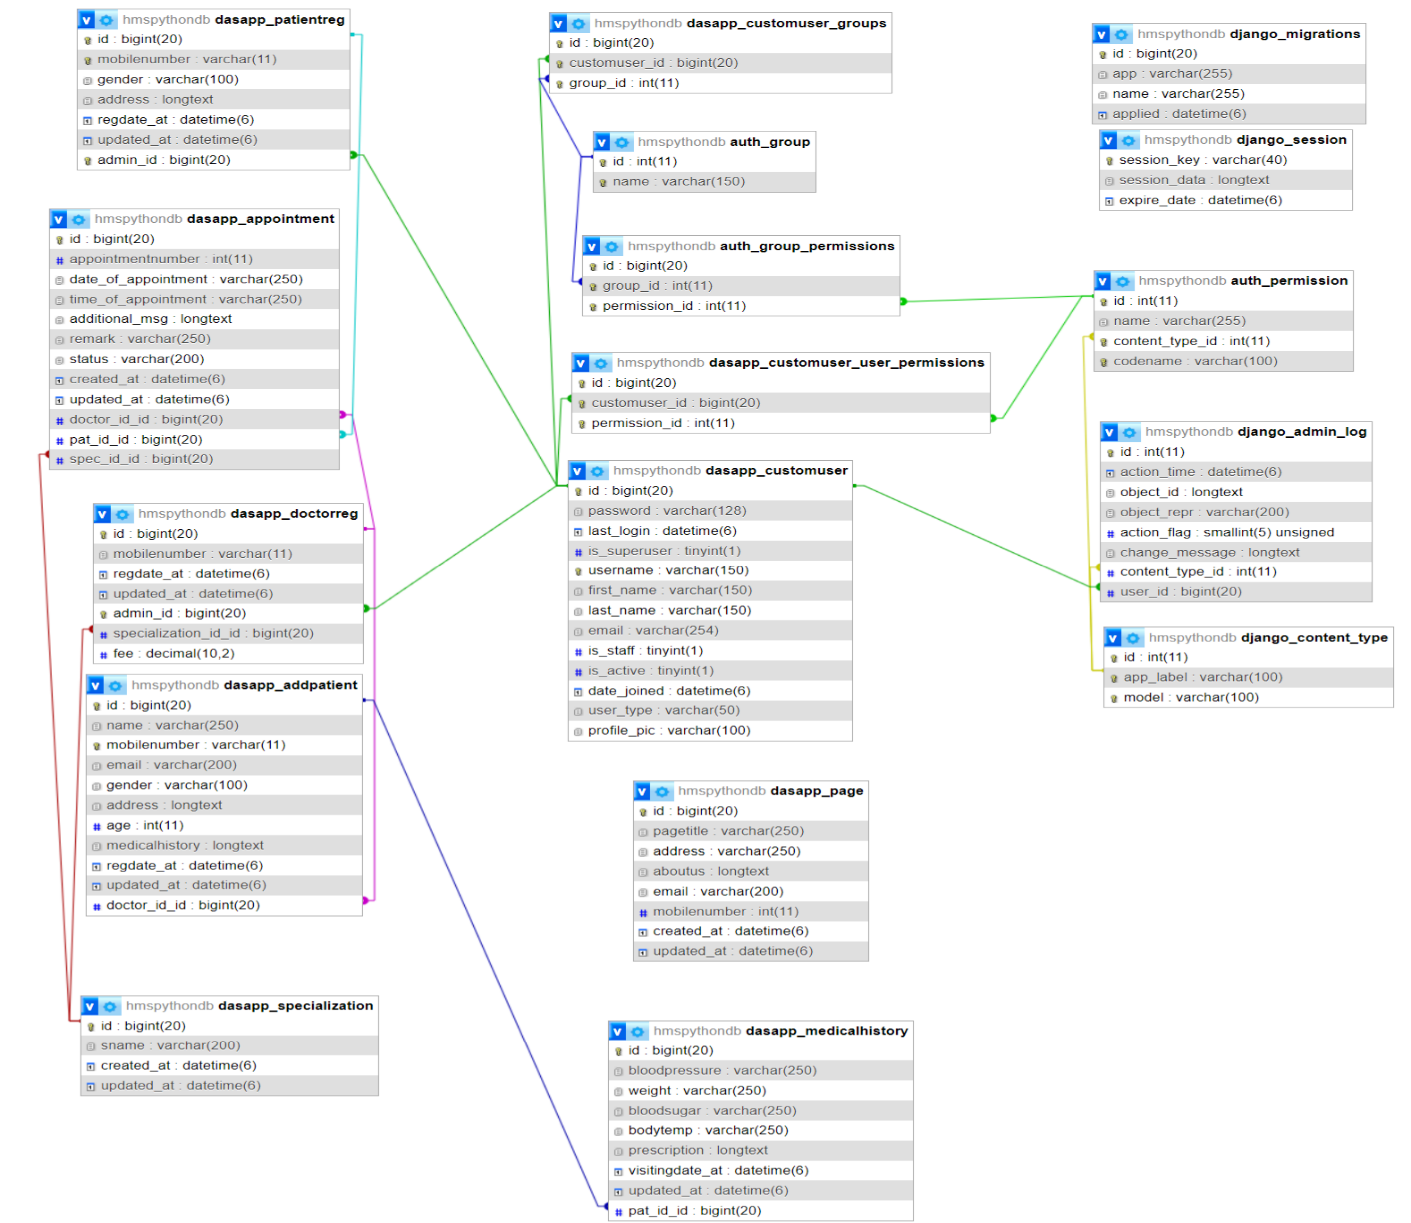 hmspythondb dasapp_patientreg
id : bigint(20)
mobilenumber : varchar(11)
gender : varchar(100)
address : longtext
regdate_at : datetime(6)
updated_at : datetime(6)
admin_id : bigint(20)
hmspythondb dasapp_appointment
id : bigint(20)
appointmentnumber : int(11)
date_of_appointment : varchar(250)
time_of_appointment : varchar(250)
additional_msg : longtext
remark : varchar(250)
status : varchar(200)
created_at : datetime(6)
updated_at : datetime(6)
doctor_id_id : bigint(20)
pat_id_id : bigint(20)
spec_id_id : bigint(20)
hmspythondb dasapp_doctorreg
id : bigint(20)
mobilenumber : varchar(11)
regdate_at : datetime(6)
updated_at : datetime(6)
admin_id : bigint(20)
specialization_id_id : bigint(20)
fee : decimal(10,2)
hmspythondb dasapp_addpatient
id : bigint(20)
name : varchar(250)
mobilenumber : varchar(11)
email : varchar(200)
gender : varchar(100)
address : longtext
age : int(11)
medicalhistory : longtext
regdate_at : datetime(6)
updated_at : datetime(6)
doctor_id_id : bigint(20)
hmspythondb dasapp_specialization
id : bigint(20)
sname : varchar(200)
created_at : datetime(6)
updated_at : datetime(6)
hmspythondb dasapp_customuser_groups
id : bigint(20)
customuser_id : bigint(20)
group_id : int(11)
hmspythondb auth_group
id : int(11)
name : varchar(150)
hmspythondb auth_group_permissions
id : bigint(20)
group_id : int(11)
permission_id : int(11)
hmspythondb dasapp_customuser_user_permissions
id : bigint(20)
customuser_id : bigint(20)
permission_id : int(11)
hmspythondb dasapp_customuser
id : bigint(20)
password : varchar(128)
last_login : datetime(6)
is_superuser : tinyint(1)
username : varchar(150)
first_name : varchar(150)
last_name : varchar(150)
email : varchar(254)
is_staff : tinyint(1)
is_active : tinyint(1)
date_joined : datetime(6)
user_type : varchar(50)
profile_pic : varchar(100)
hmspythondb dasapp_page
id : bigint(20)
pagetitle : varchar(250)
address : varchar(250)
aboutus : longtext
email : varchar(200)
mobilenumber : int(11)
created_at : datetime(6)
updated_at : datetime(6)
hmspythondb dasapp_medicalhistory
id : bigint(20)
bloodpressure : varchar(250)
weight : varchar(250)
bloodsugar : varchar(250)
bodytemp : varchar(250)
prescription : longtext
visitingdate_at : datetime(6)
updated_at : datetime(6)
pat_id_id : bigint(20)
hmspythondb django_migrations
id : bigint(20)
app : varchar(255)
name : varchar(255)
applied : datetime(6)
hmspythondb django_session
session_key : varchar(40)
session_data : longtext
expire_date : datetime(6)
hmspythondb auth_permission
id : int(11)
name : varchar(255)
content_type_id : int(11)
codename : varchar(100)
hmspythondb django_admin_log
id : int(11)
action_time : datetime(6)
object_id : longtext
object_repr : varchar(200)
action_flag : smallint(5) unsigned
change_message : longtext
content_type_id : int(11)
user_id : bigint(20)
hmspythondb django_content_type
id : int(11)
app_label : varchar(100)
model : varchar(100)